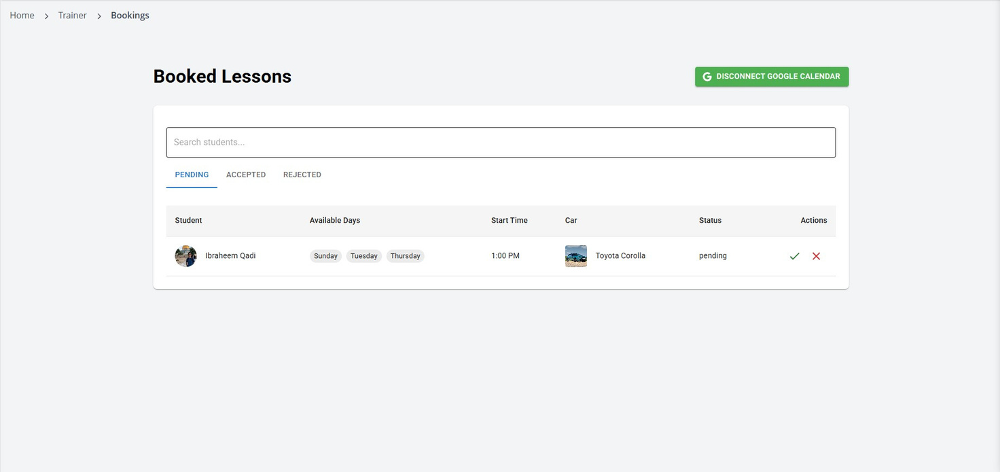 Home > Trainer > Bookings
Booked Lessons
DISCONNECT GOOGLE CALENDAR
Search students...
PENDING ACCEPTED REJECTED
Student Available Days Start Time Car Status Actions
Ibraheem Qadi Sunday Tuesday Thursday 1:00 PM Toyota Corolla pending